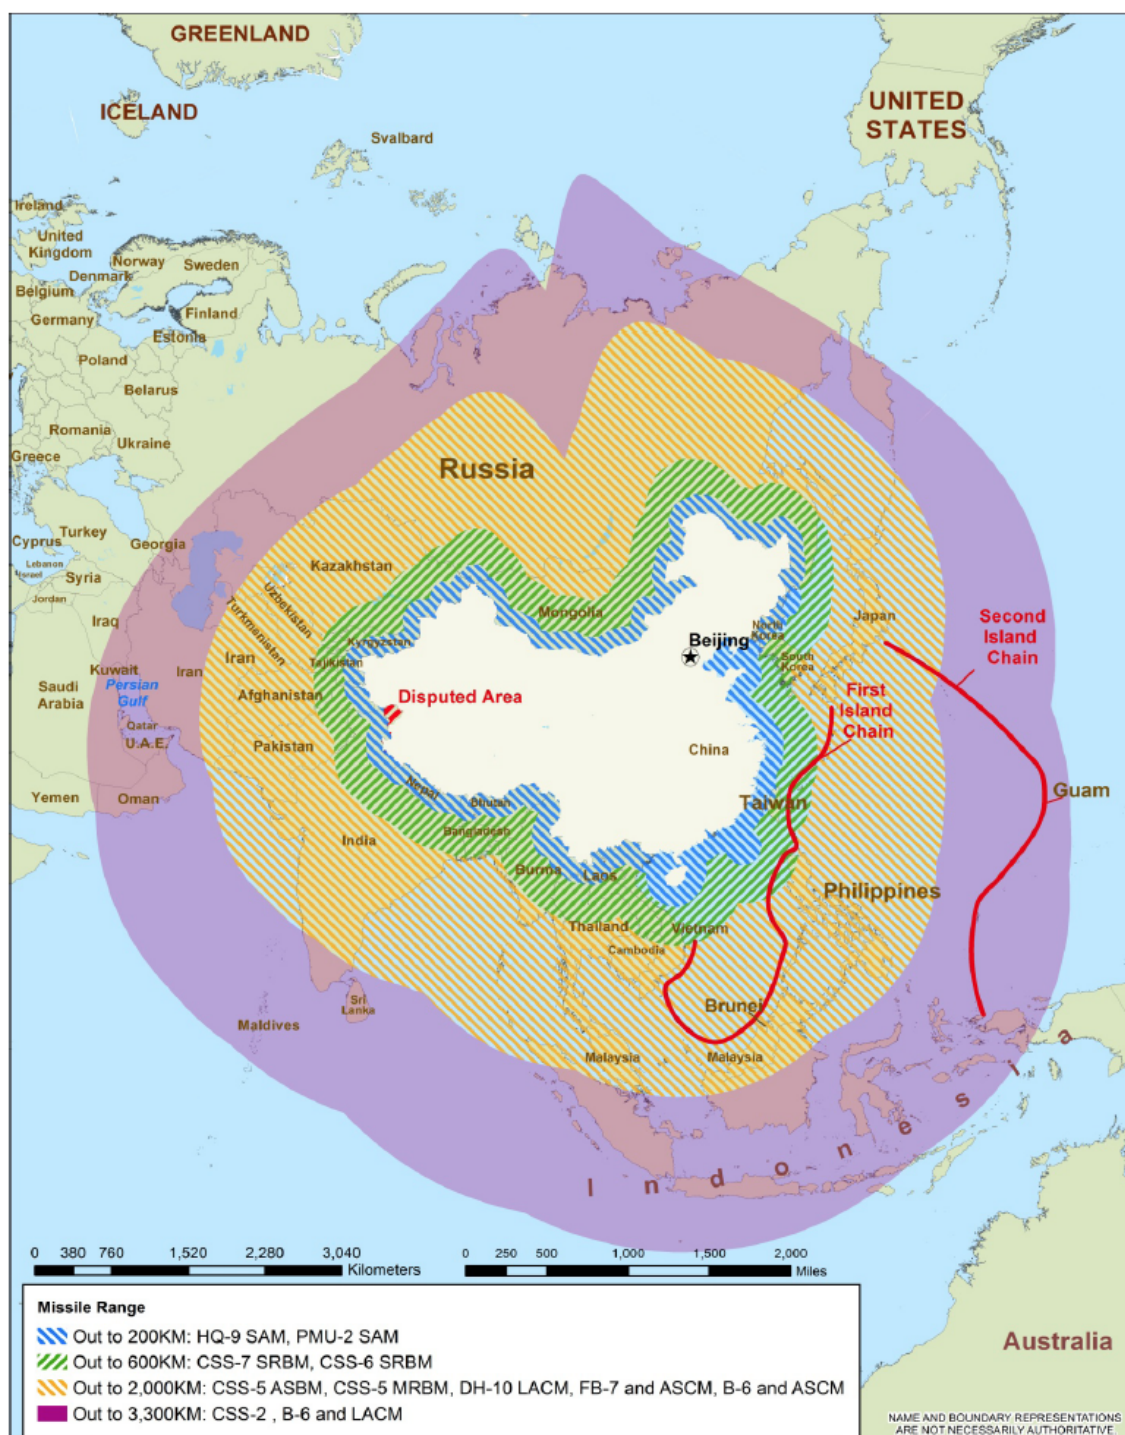 GREENLAND
ICELAND
Svalbard
UNITED
STATES
Ireland
United
Kingdom
Norway
Sweden
Denmark
Belgium
Finland
Germany
Estonia
Poland
Belarus
Romania
Ukraine
Greece
Russia
Turkey
Cyprus
Georgia
Lebanon
Israel
Syria
Jordan
Kazakhstan
Uzbekistan
Turkmenistan
Mongolia
Iraq
Kyrgyzstan
Tajikistan
Iran
Iran
Kuwait
Persian
Gulf
Saudi
Arabia
Qatar
U.A.E.
Afghanistan
Pakistan
Disputed Area
Beijing
North
Korea
South
Korea
Japan
Second
Island
Chain
First
Island
Chain
China
Taiwan
Guam
Yemen
Oman
Nepal
Bhutan
Bangladesh
India
Burma
Laos
Philippines
Thailand
Vietnam
Cambodia
Sri
Lanka
Maldives
Brunei
Malaysia
Malaysia
Indonesia
Australia
0 380 760 1,520 2,280 3,040
Kilometers
0 250 500 1,000 1,500 2,000
Miles
Missile Range
Out to 200KM: HQ-9 SAM, PMU-2 SAM
Out to 600KM: CSS-7 SRBM, CSS-6 SRBM
Out to 2,000KM: CSS-5 ASBM, CSS-5 MRBM, DH-10 LACM, FB-7 and ASCM, B-6 and ASCM
Out to 3,300KM: CSS-2 , B-6 and LACM
NAME AND BOUNDARY REPRESENTATIONS
ARE NOT NECESSARILY AUTHORITATIVE.